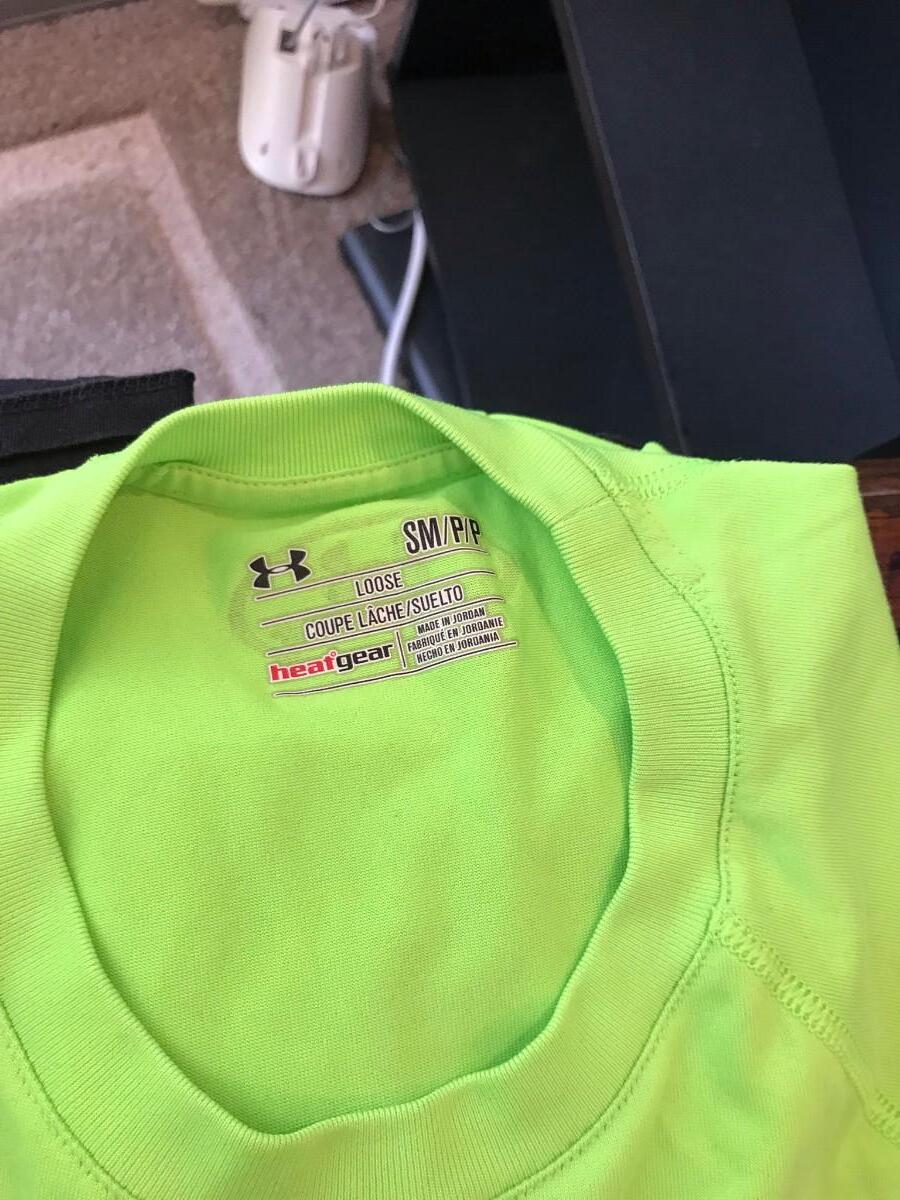 SM/P/P
LOOSE
COUPE LÂCHE/SUELTO
heatgear
MADE IN JORDAN
FABRIQUÉ EN JORDANIE
HECHO EN JORDANIA